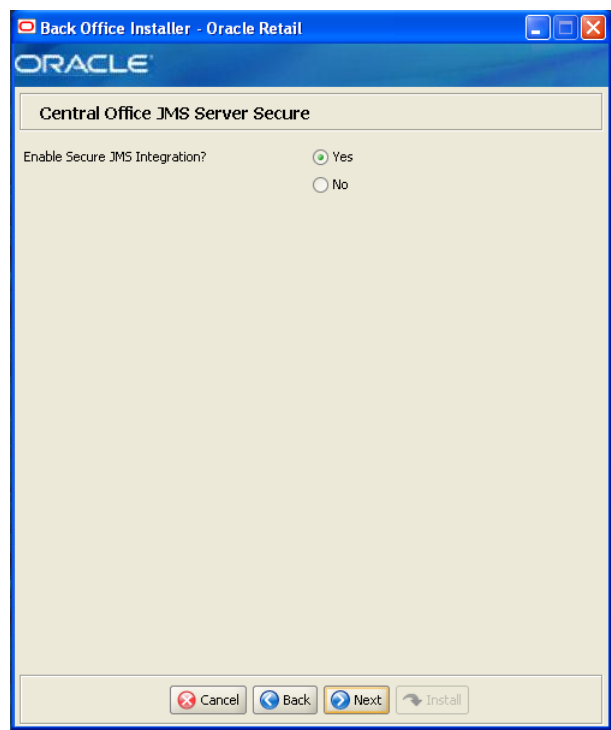 Back Office Installer - Oracle Retail
ORACLE
Central Office JMS Server Secure
Enable Secure JMS Integration?
Yes
No
Cancel
Back
Next
Install